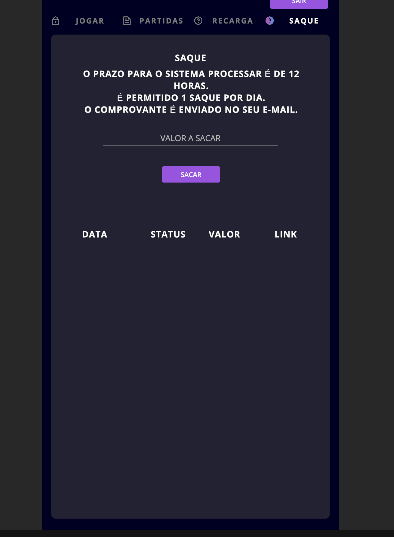 SAIR
JOGAR PARTIDAS RECARGA SAQUE
SAQUE
O PRAZO PARA O SISTEMA PROCESSAR É DE 12
HORAS.
É PERMITIDO 1 SAQUE POR DIA.
O COMPROVANTE É ENVIADO NO SEU E-MAIL.
VALOR A SACAR
SACAR
DATA STATUS VALOR LINK